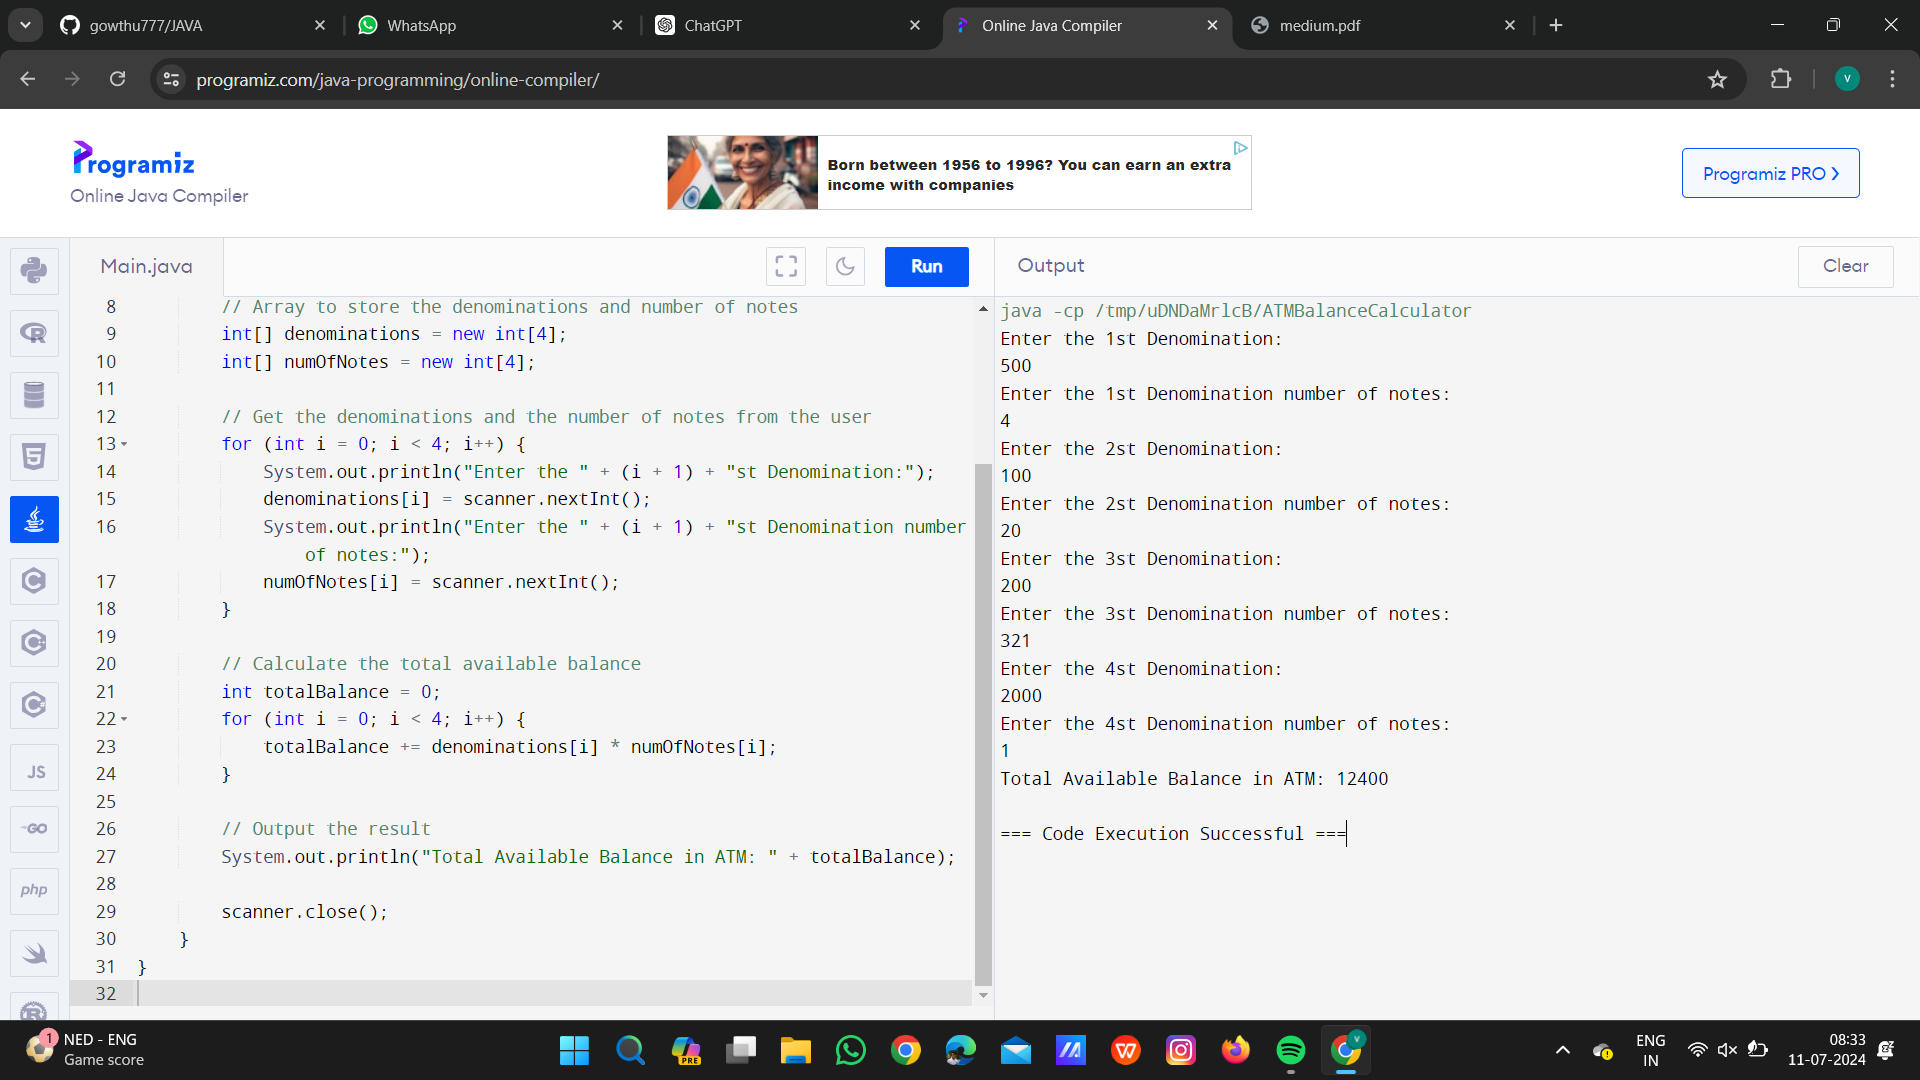 gowthu777/JAVA
WhatsApp
ChatGPT
Online Java Compiler
medium.pdf
programiz.com/java-programming/online-compiler/
V
Programiz
Online Java Compiler
Born between 1956 to 1996? You can earn an extra
income with companies
Programiz PRO
Main.java
Run
Output
Clear
8 // Array to store the denominations and number of notes
9 int[] denominations = new int[4];
10 int[] numOfNotes = new int[4];
11
12 // Get the denominations and the number of notes from the user
13 for (int i = 0; i < 4; i++) {
14 System.out.println("Enter the " + (i + 1) + "st Denomination:");
15 denominations[i] = scanner.nextInt();
16 System.out.println("Enter the " + (i + 1) + "st Denomination number
of notes:");
17 numOfNotes[i] = scanner.nextInt();
18 }
19
20 // Calculate the total available balance
21 int totalBalance = 0;
22 for (int i = 0; i < 4; i++) {
23 totalBalance += denominations[i] * numOfNotes[i];
24 }
25
26 // Output the result
27 System.out.println("Total Available Balance in ATM: " + totalBalance);
28
29 scanner.close();
30 }
31 }
32
java -cp /tmp/uDNDaMrlcB/ATMBalanceCalculator
Enter the 1st Denomination:
500
Enter the 1st Denomination number of notes:
4
Enter the 2st Denomination:
100
Enter the 2st Denomination number of notes:
20
Enter the 3st Denomination:
200
Enter the 3st Denomination number of notes:
321
Enter the 4st Denomination:
2000
Enter the 4st Denomination number of notes:
1
Total Available Balance in ATM: 12400
=== Code Execution Successful ===
JS
GO
php
1
NED - ENG
Game score
PRE
ENG
IN
08:33
11-07-2024